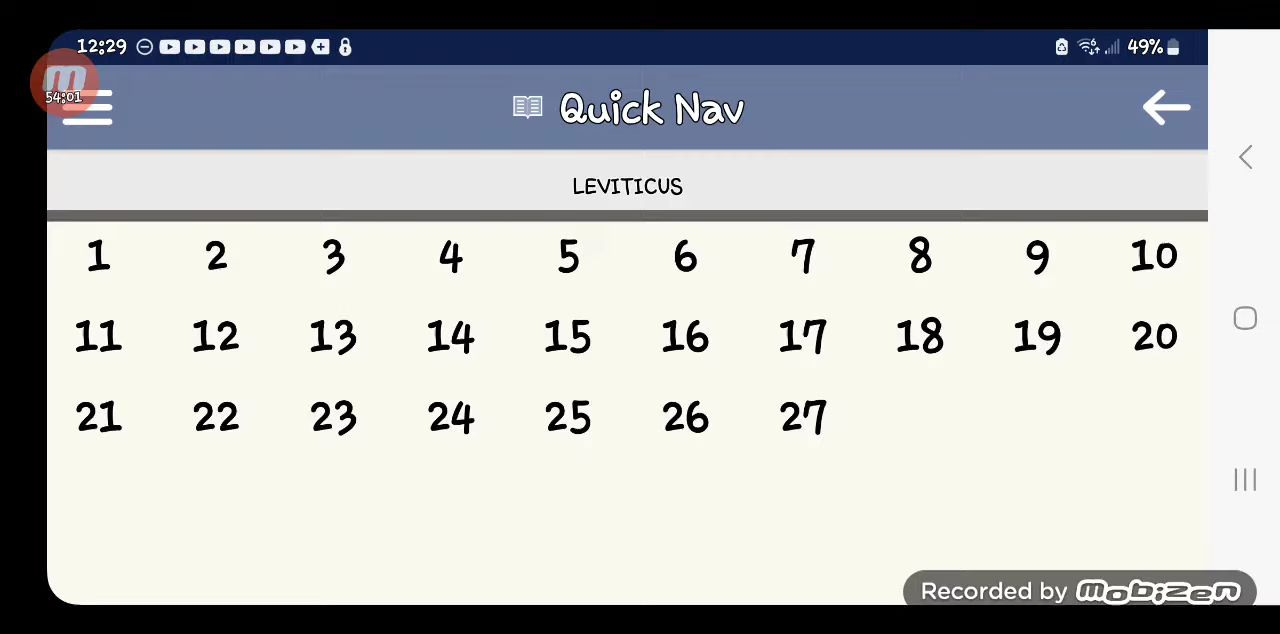 12:29 49%
54:01
Quick Nav
LEVITICUS
1 2 3 4 5 6 7 8 9 10
11 12 13 14 15 16 17 18 19 20
21 22 23 24 25 26 27
Recorded by mobizen